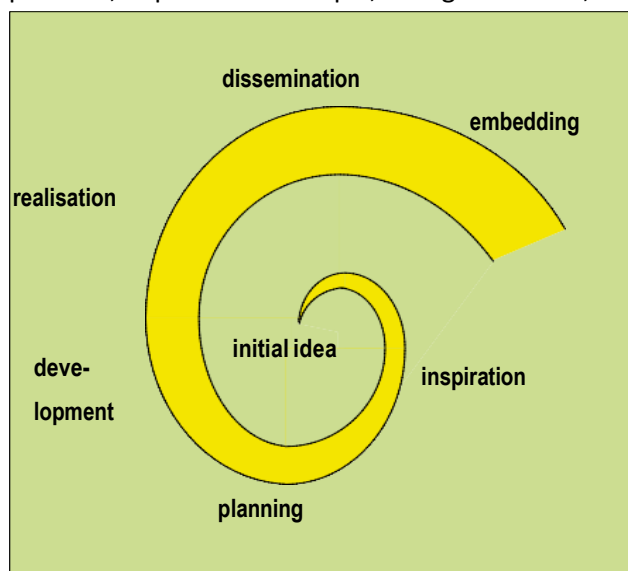 dissemination
embedding
realisation
initial idea
inspiration
deve-
lopment
planning